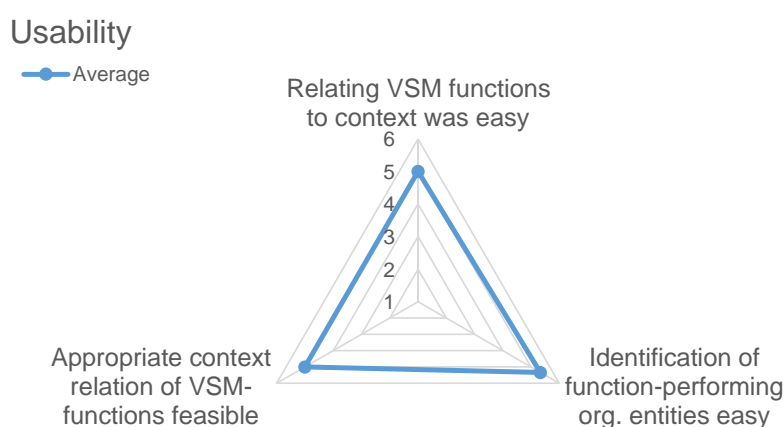 Usability
Average
Relating VSM functions
to context was easy
6
5
4
3
2
1
Appropriate context
relation of VSM-
functions feasible
Identification of
function-performing
org. entities easy